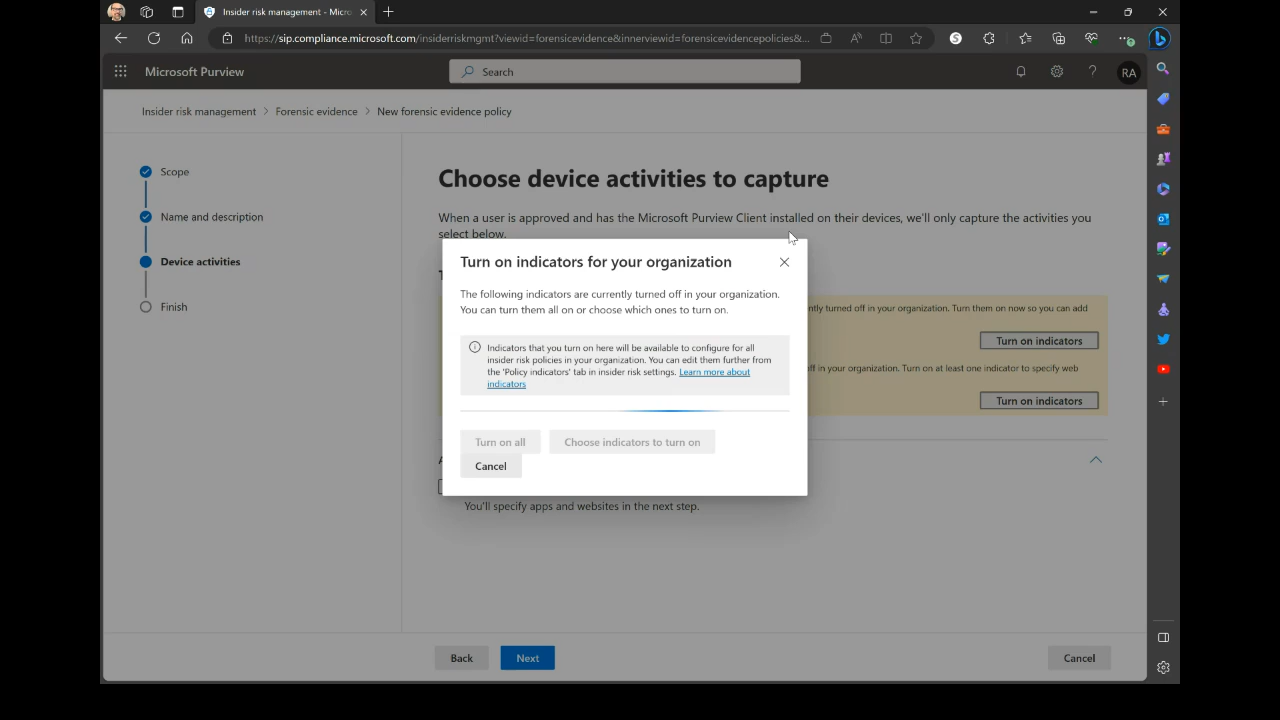 Insider risk management - Micro
https://sip.compliance.microsoft.com/insiderriskmgmt?viewid=forensicevidence&innerviewid=forensicevidencepolicies&...
Microsoft Purview
Search
RA
Insider risk management > Forensic evidence > New forensic evidence policy
Scope
Name and description
Device activities
Finish
Choose device activities to capture
When a user is approved and has the Microsoft Purview Client installed on their devices, we'll only capture the activities you
select below.
Turn on indicators for your organization
The following indicators are currently turned off in your organization.
You can turn them all on or choose which ones to turn on.
Indicators that you turn on here will be available to configure for all
insider risk policies in your organization. You can edit them further from
the 'Policy indicators' tab in insider risk settings. Learn more about
indicators
Turn on all
Choose indicators to turn on
Cancel
ntly turned off in your organization. Turn them on now so you can add
Turn on indicators
ff in your organization. Turn on at least one indicator to specify web
Turn on indicators
You'll specify apps and websites in the next step.
Back
Next
Cancel